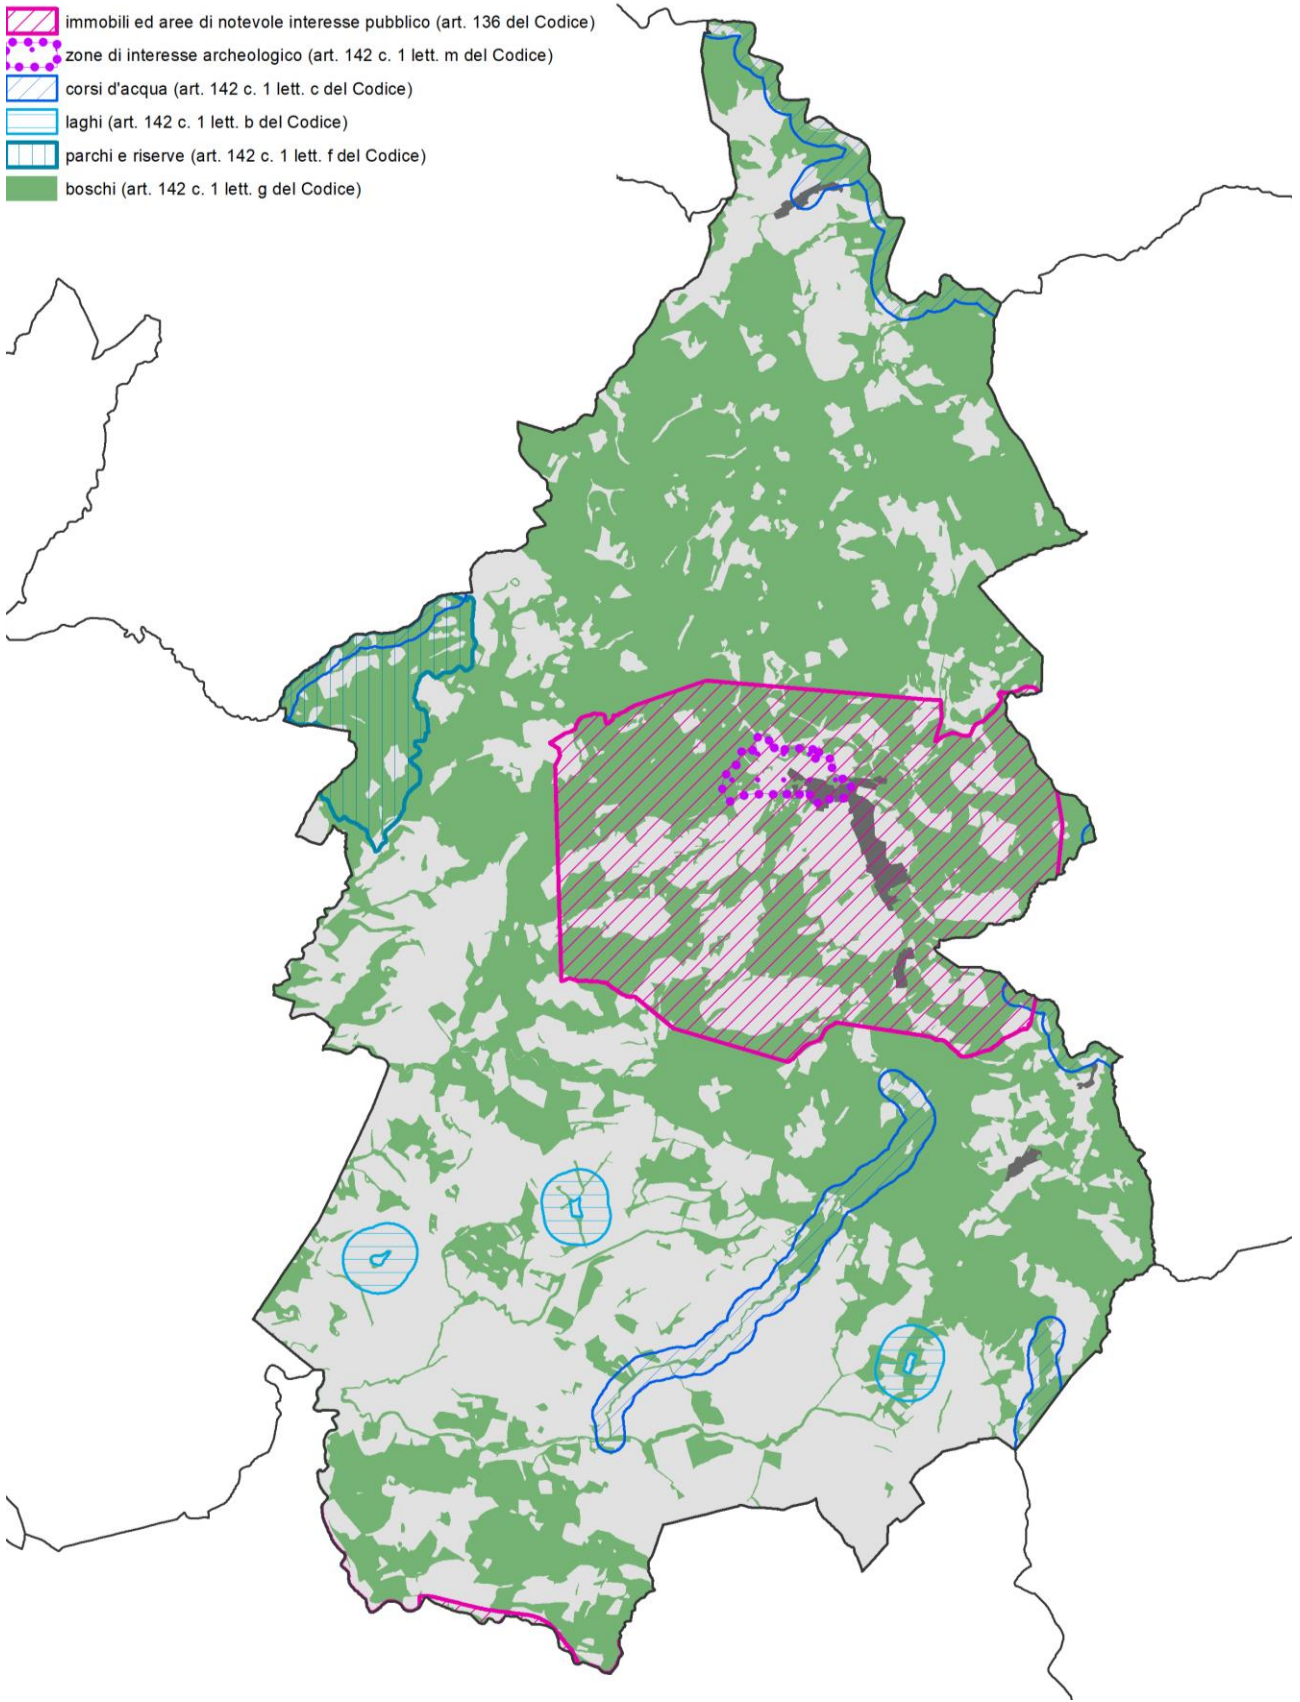 immobili ed aree di notevole interesse pubblico (art. 136 del Codice)
zone di interesse archeologico (art. 142 c. 1 lett. m del Codice)
corsi d'acqua (art. 142 c. 1 lett. c del Codice)
laghi (art. 142 c. 1 lett. b del Codice)
parchi e riserve (art. 142 c. 1 lett. f del Codice)
boschi (art. 142 c. 1 lett. g del Codice)